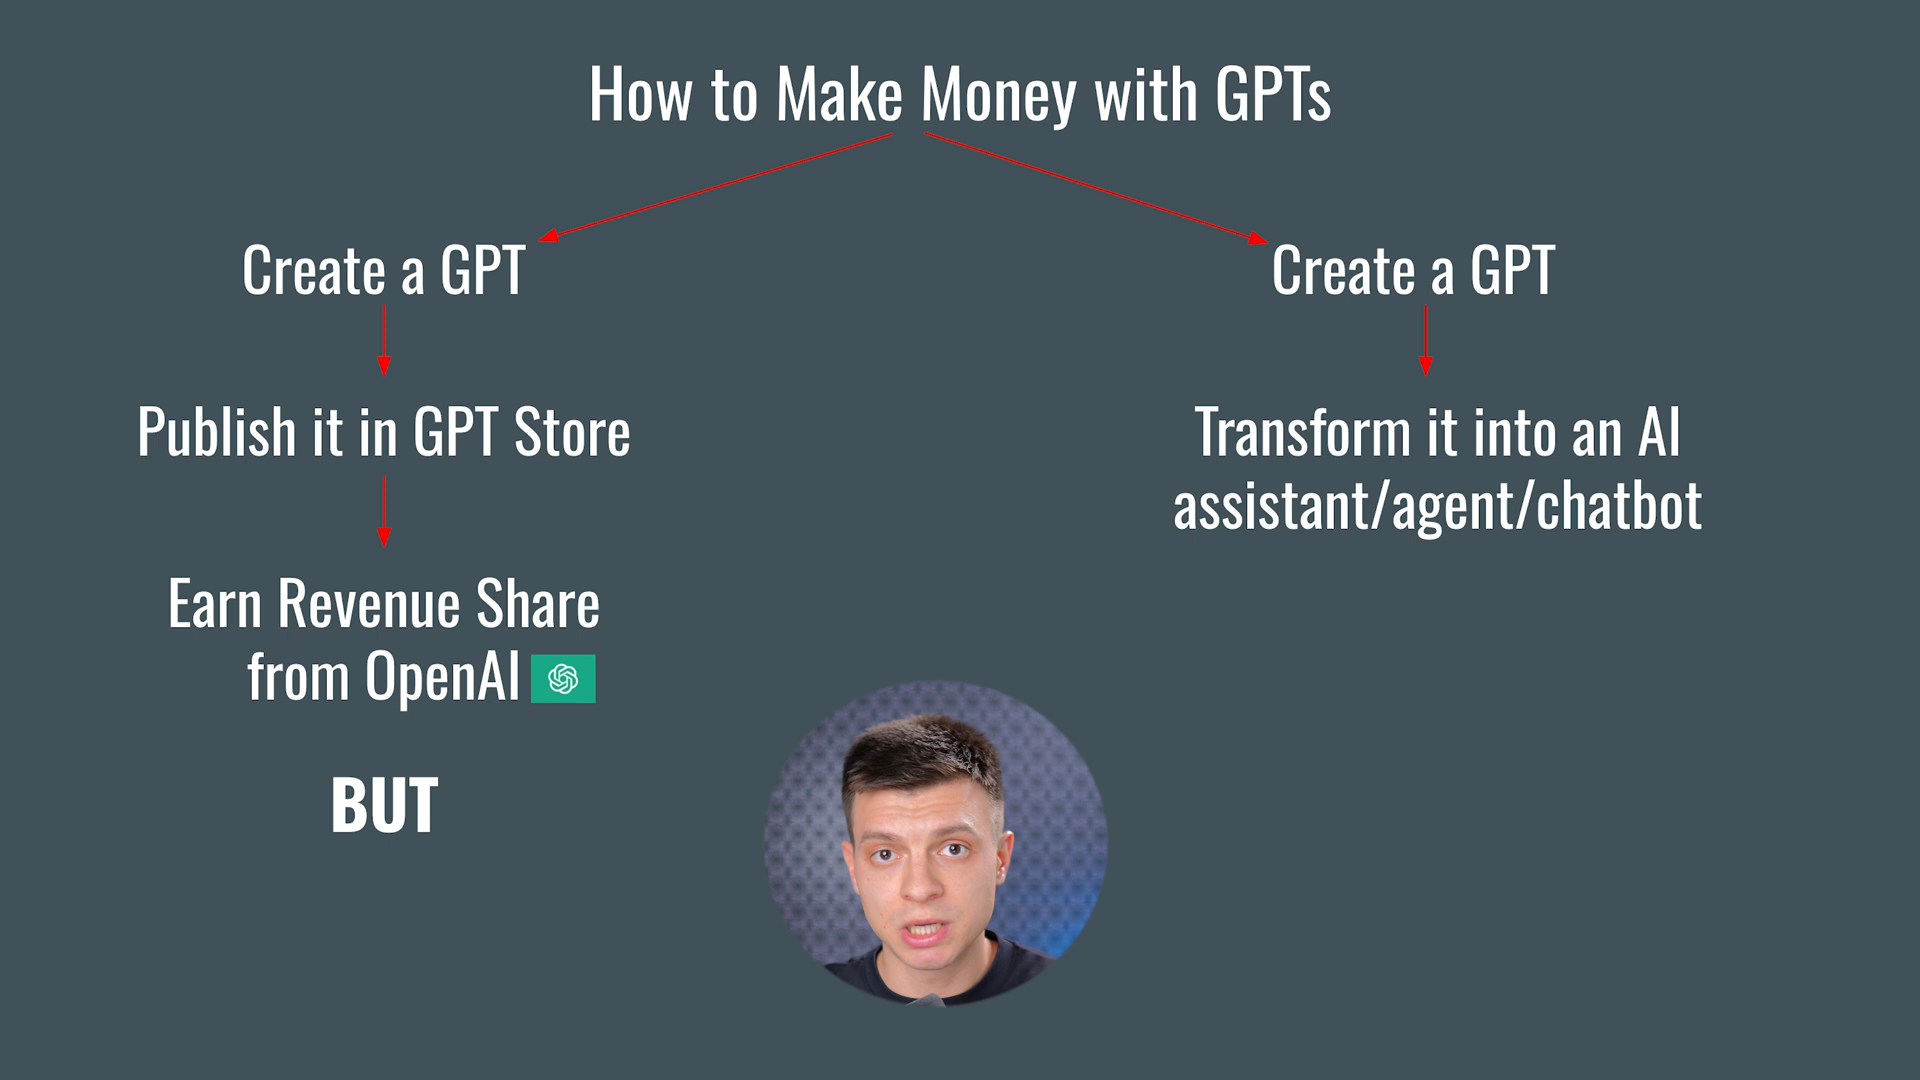 How to Make Money with GPTs
Create a GPT
Publish it in GPT Store
Earn Revenue Share
from OpenAI
BUT
Create a GPT
Transform it into an AI
assistant/agent/chatbot